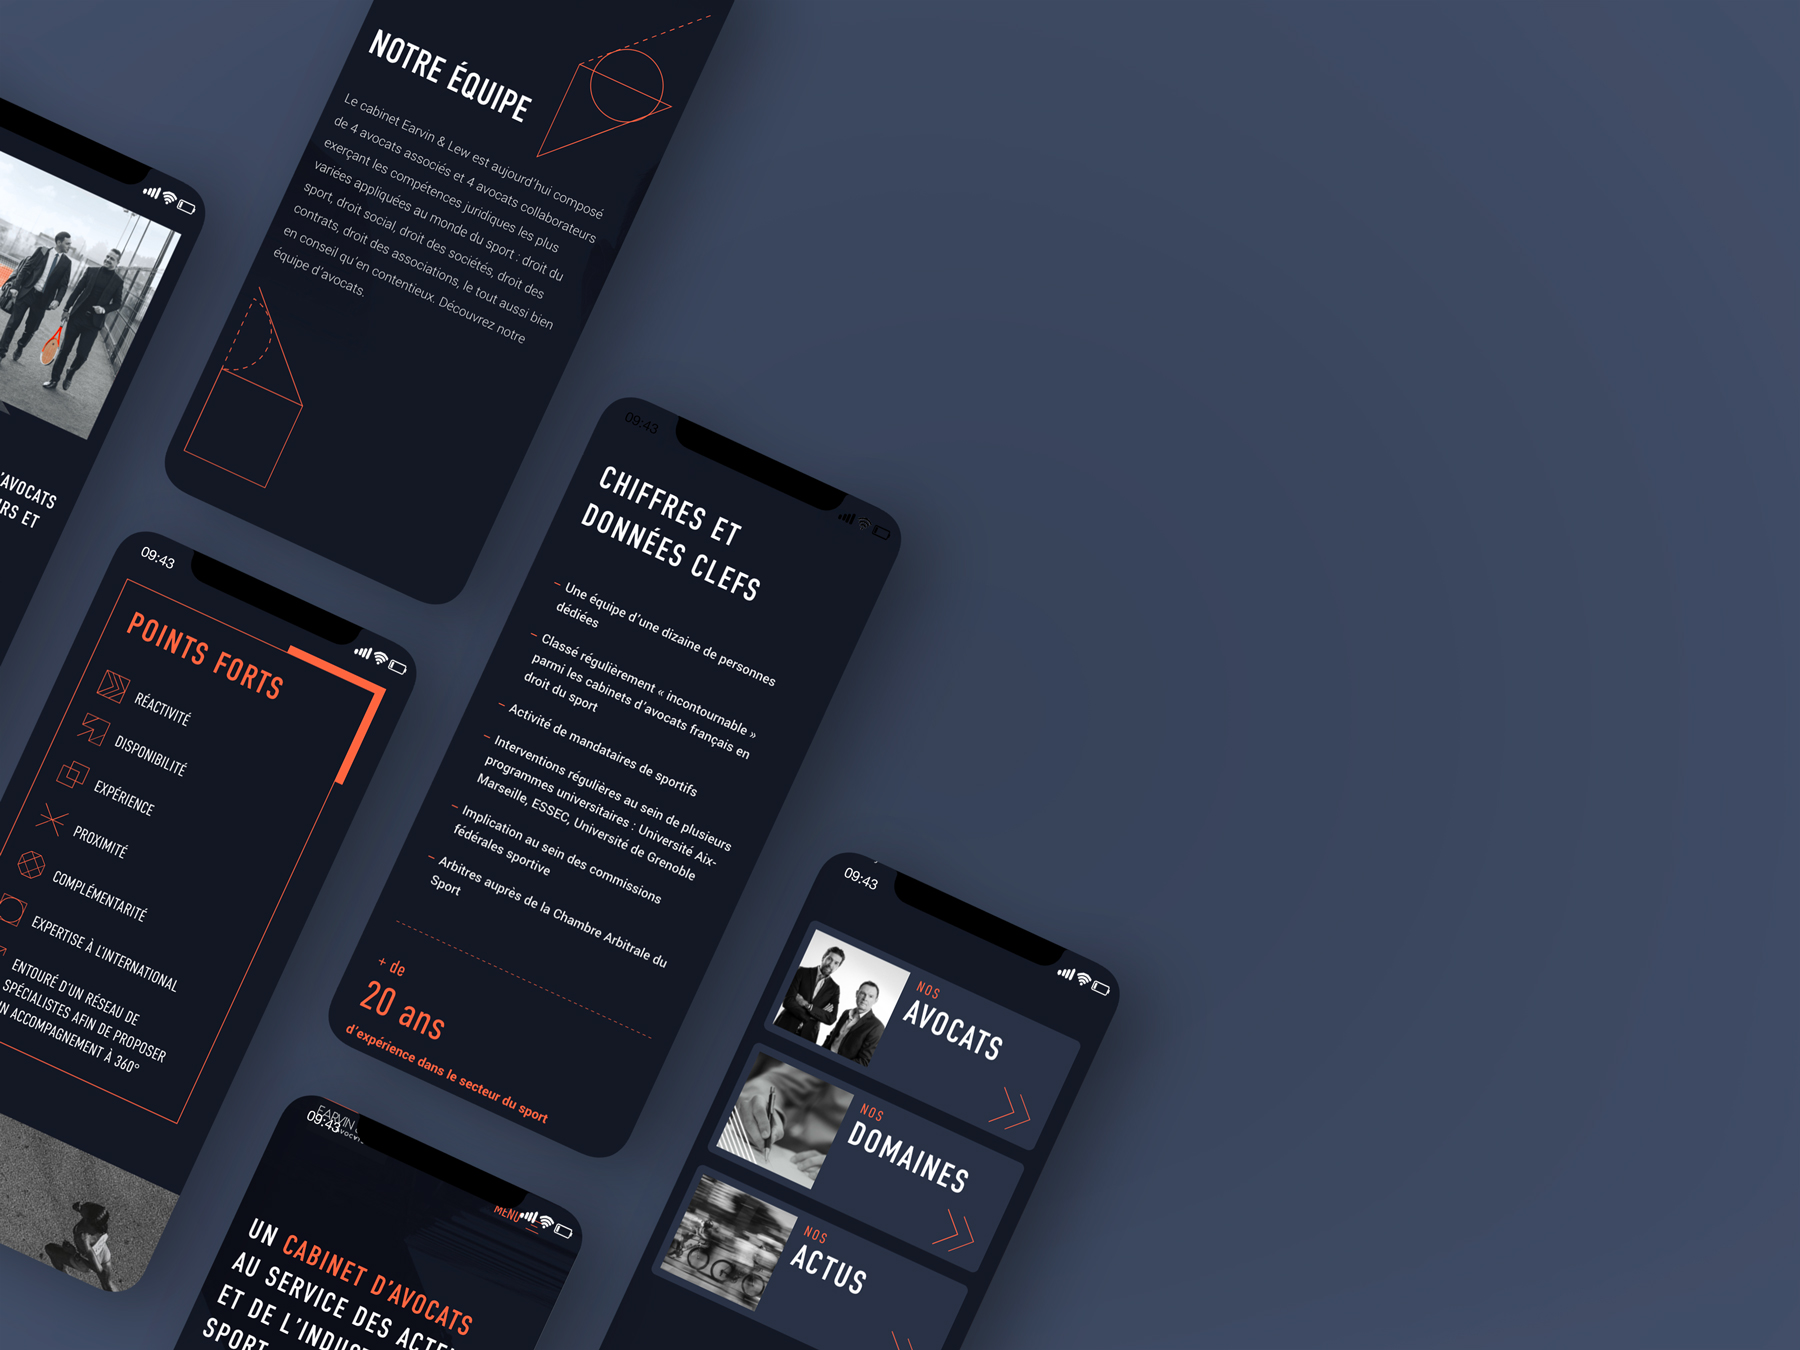 NOTRE ÉQUIPE
Le cabinet Earvin & Lew est aujourd'hui composé
de 4 avocats associés et 4 avocats collaborateurs
exerçant les compétences juridiques les plus
variées appliquées au monde du sport : droit du
sport, droit social, droit des sociétés, droit des
contrats, droit des associations, le tout aussi bien
en conseil qu'en contentieux. Découvrez notre
équipe d'avocats.
'AVOCATS
RS ET
09:43
POINTS FORTS
RÉACTIVITÉ
DISPONIBILITÉ
EXPÉRIENCE
PROXIMITÉ
COMPLÉMENTARITÉ
EXPERTISE À L'INTERNATIONAL
ENTOURÉ D'UN RÉSEAU DE
SPÉCIALISTES AFIN DE PROPOSER
N ACCOMPAGNEMENT À 360°
09:43
CHIFFRES ET
DONNÉES CLEFS
– Une équipe d'une dizaine de personnes
dédiées
– Classé régulièrement « incontournable »
parmi les cabinets d'avocats français en
droit du sport
– Activité de mandataires de sportifs
– Interventions régulières au sein de plusieurs
programmes universitaires : Université Aix-
Marseille, ESSEC, Université de Grenoble
– Implication au sein des commissions
fédérales sportive
– Arbitres auprès de la Chambre Arbitrale du
Sport
+ de
20 ans
d'expérience dans le secteur du sport
EARVIN
09:43
MENU
UN CABINET D'AVOCATS
AU SERVICE DES ACTE
ET DE L'INDUS
SPORT
09:43
NOS
AVOCATS
NOS
DOMAINES
NOS
ACTUS